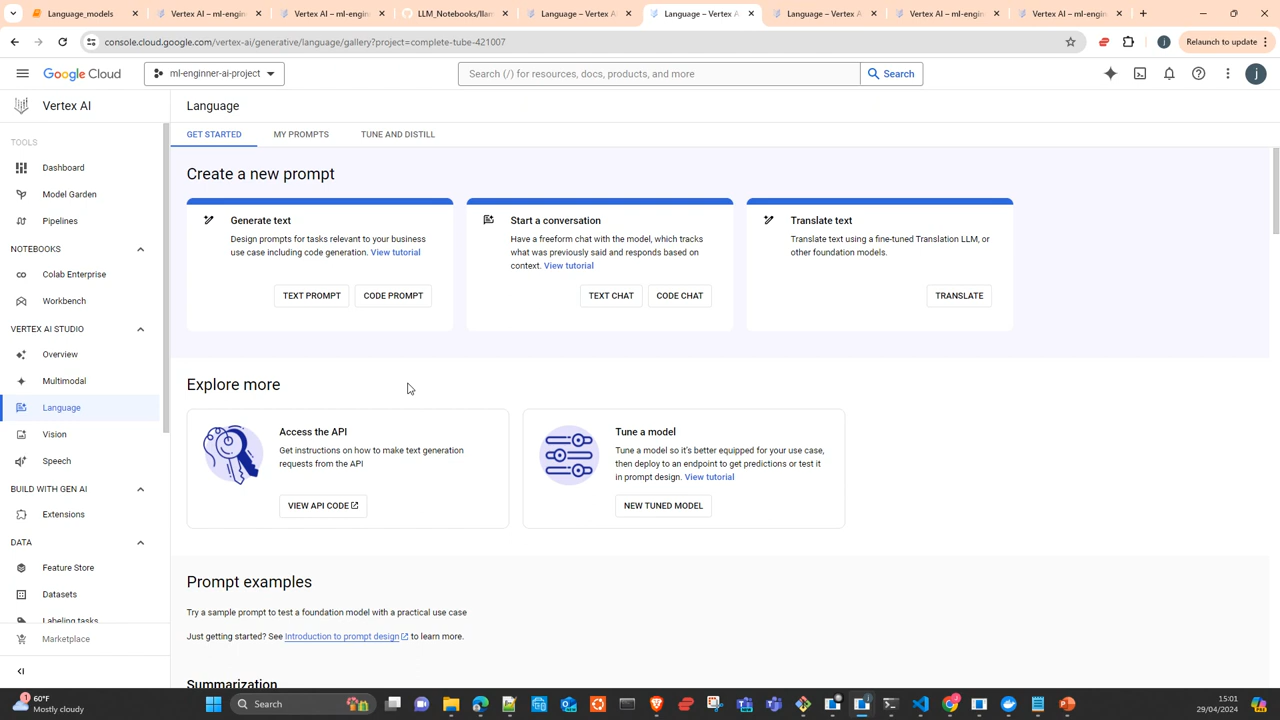 Language_models
Vertex AI – ml-enginner
Vertex AI – ml-enginn
LLM_Notebooks/llam
Language – Vertex A
Language – Vertex A
Language – Vertex AI
Vertex AI – ml-engin
Vertex AI – ml-engin
console.cloud.google.com/vertex-ai/generative/language/gallery?project=complete-tube-421007
j
Relaunch to update
Google Cloud
ml-enginner-ai-project
Search (/) for resources, docs, products, and more
Search
j
Vertex AI
Language
TOOLS
GET STARTED
MY PROMPTS
TUNE AND DISTILL
Dashboard
Model Garden
Pipelines
NOTEBOOKS
Colab Enterprise
Workbench
VERTEX AI STUDIO
Overview
Multimodal
Language
Vision
Speech
BUILD WITH GEN AI
Extensions
DATA
Feature Store
Datasets
Labeling tasks
Marketplace
Create a new prompt
Generate text
Design prompts for tasks relevant to your business
use case including code generation. View tutorial
TEXT PROMPT
CODE PROMPT
Start a conversation
Have a freeform chat with the model, which tracks
what was previously said and responds based on
context. View tutorial
TEXT CHAT
CODE CHAT
Translate text
Translate text using a fine-tuned Translation LLM, or
other foundation models.
TRANSLATE
Explore more
Access the API
Get instructions on how to make text generation
requests from the API
VIEW API CODE
Tune a model
Tune a model so it's better equipped for your use case,
then deploy to an endpoint to get predictions or test it
in prompt design. View tutorial
NEW TUNED MODEL
Prompt examples
Try a sample prompt to test a foundation model with a practical use case
Just getting started? See Introduction to prompt design to learn more.
Summarization
1
60°F
Mostly cloudy
Search
15:01
29/04/2024